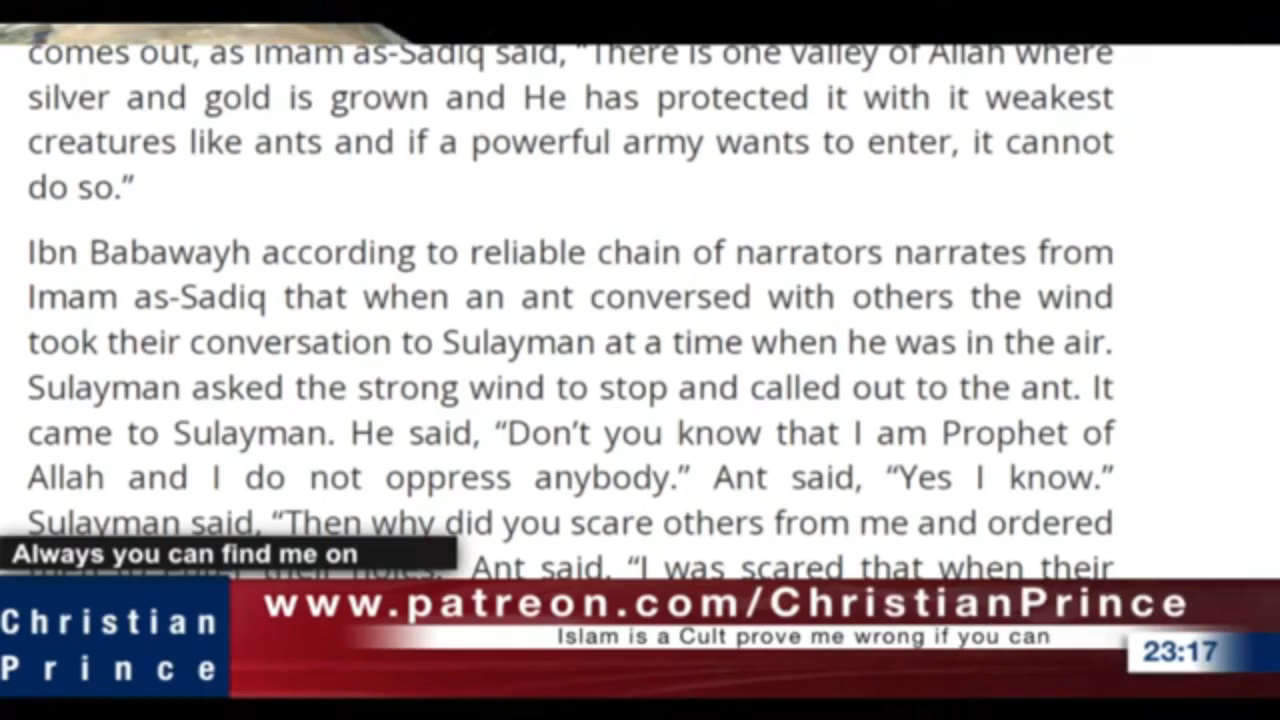 comes out, as Imam as-Sadiq said, “There is one valley of Allah where
silver and gold is grown and He has protected it with it weakest
creatures like ants and if a powerful army wants to enter, it cannot
do so.”
Ibn Babawayh according to reliable chain of narrators narrates from
Imam as-Sadiq that when an ant conversed with others the wind
took their conversation to Sulayman at a time when he was in the air.
Sulayman asked the strong wind to stop and called out to the ant. It
came to Sulayman. He said, “Don’t you know that I am Prophet of
Allah and I do not oppress anybody.” Ant said, “Yes I know.”
Sulayman said, “Then why did you scare others from me and ordered
their holes.” Ant said, “I was scared that when their
Always you can find me on
www.patreon.com/ChristianPrince
Islam is a Cult prove me wrong if you can
Christian
Prince
23:17